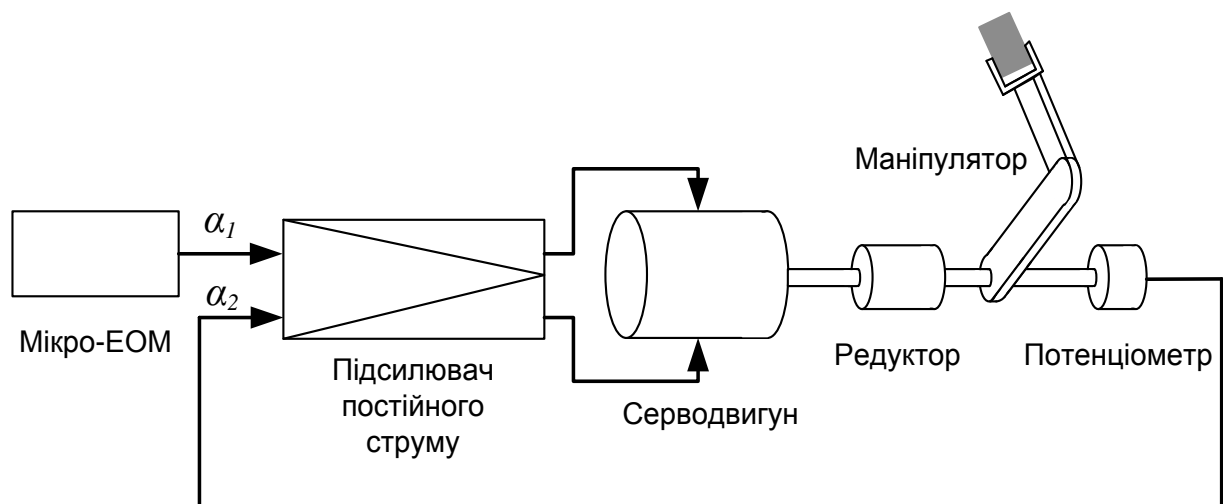 Маніпулятор
α1
α2
Мікро-ЕОМ
Підсилювач
постійного
струму
Серводвигун
Редуктор
Потенціометр